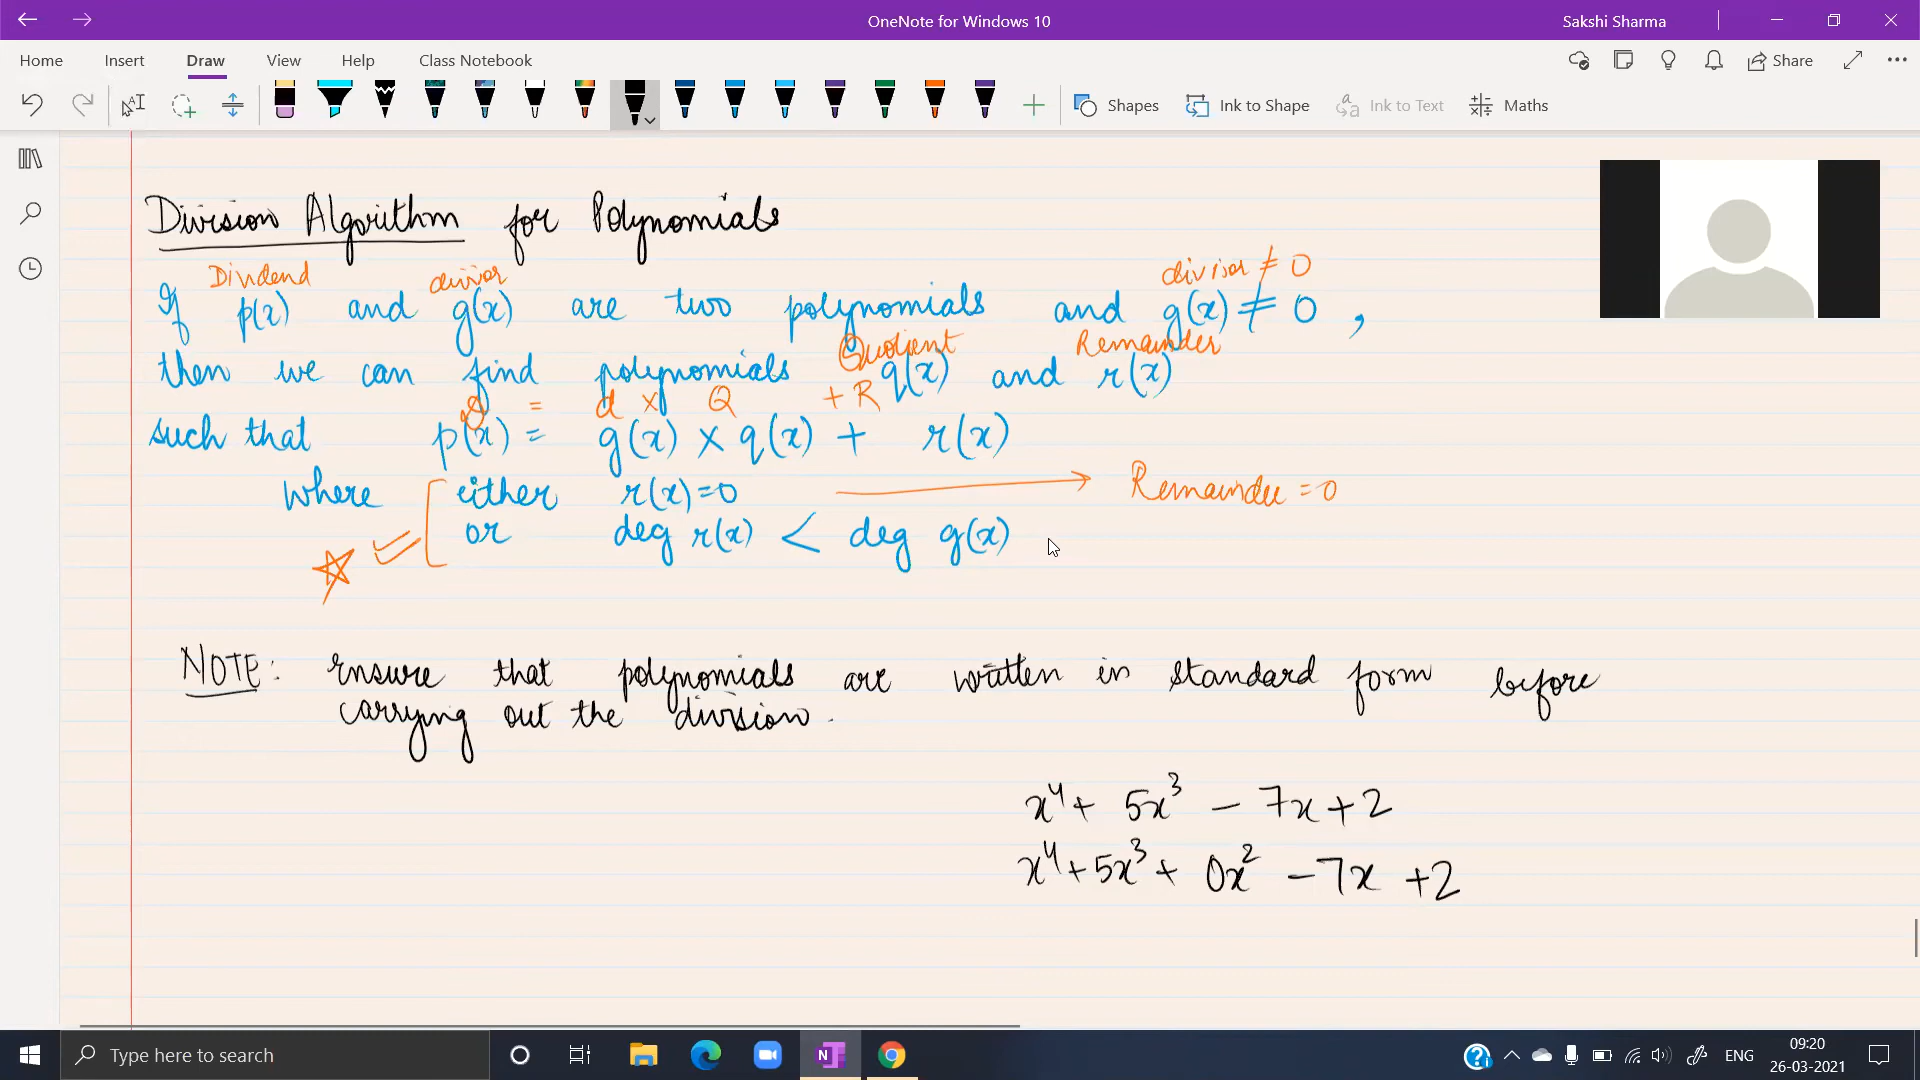 OneNote for Windows 10
Sakshi Sharma
Home Insert Draw View Help Class Notebook
Share
Shapes Ink to Shape Ink to Text Maths
Division Algorithm for Polynomials
Dividend divisor divisor ≠ 0
If p(x) and g(x) are two polynomials and g(x) ≠ 0 ,
Quotient Remainder
then we can find polynomials q(x) and r(x)
D = d × Q + R
such that p(x) = g(x) × q(x) + r(x)
where either r(x)=0 → Remainder = 0
or deg r(x) < deg g(x)
NOTE: Ensure that polynomials are written in standard form before
carrying out the division.
x⁴ + 5x³ - 7x + 2
x⁴ + 5x³ + 0x² - 7x + 2
Type here to search
ENG
09:20
26-03-2021